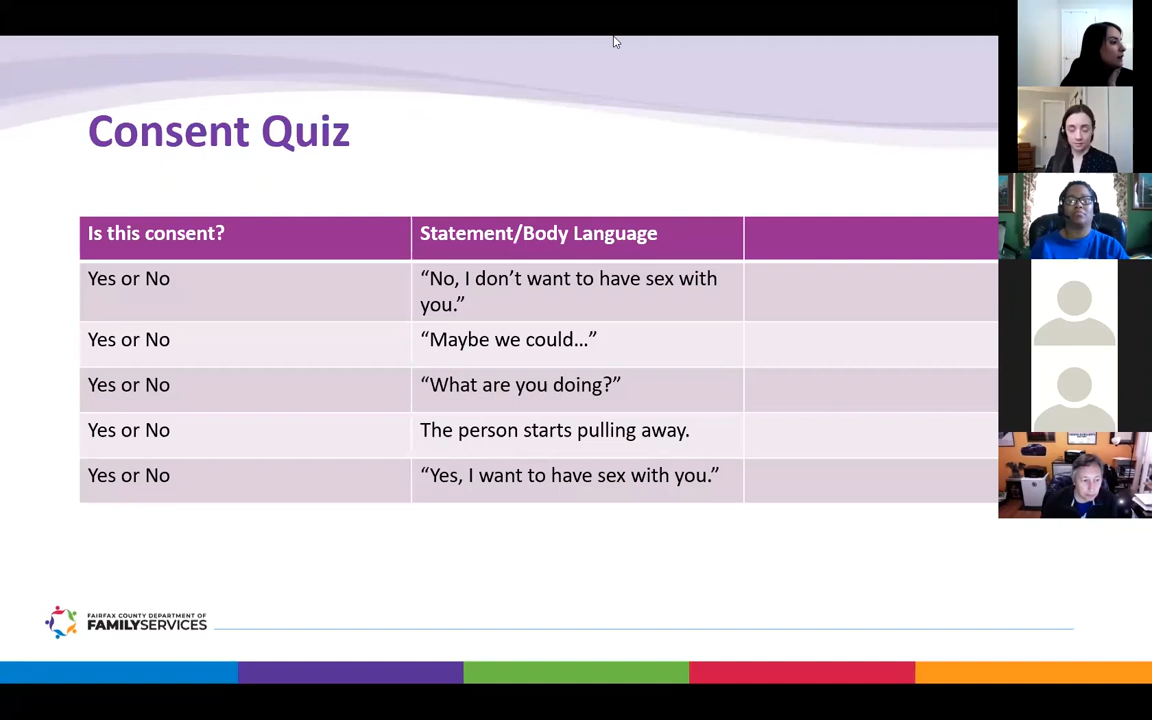 Consent Quiz
Is this consent?
Statement/Body Language
Yes or No
“No, I don’t want to have sex with
you.”
Yes or No
“Maybe we could…”
Yes or No
“What are you doing?”
Yes or No
The person starts pulling away.
Yes or No
“Yes, I want to have sex with you.”
FAIRFAX COUNTY DEPARTMENT OF
FAMILYSERVICES